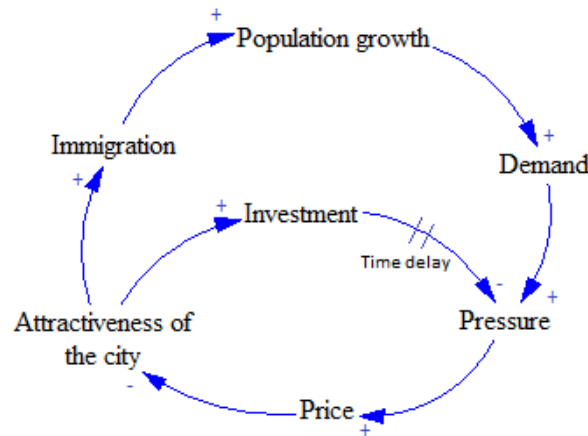 +
Population growth
Immigration
+
+
Demand
+
Investment
Time delay
-
+
Attractiveness of
the city
-
Pressure
Price
+